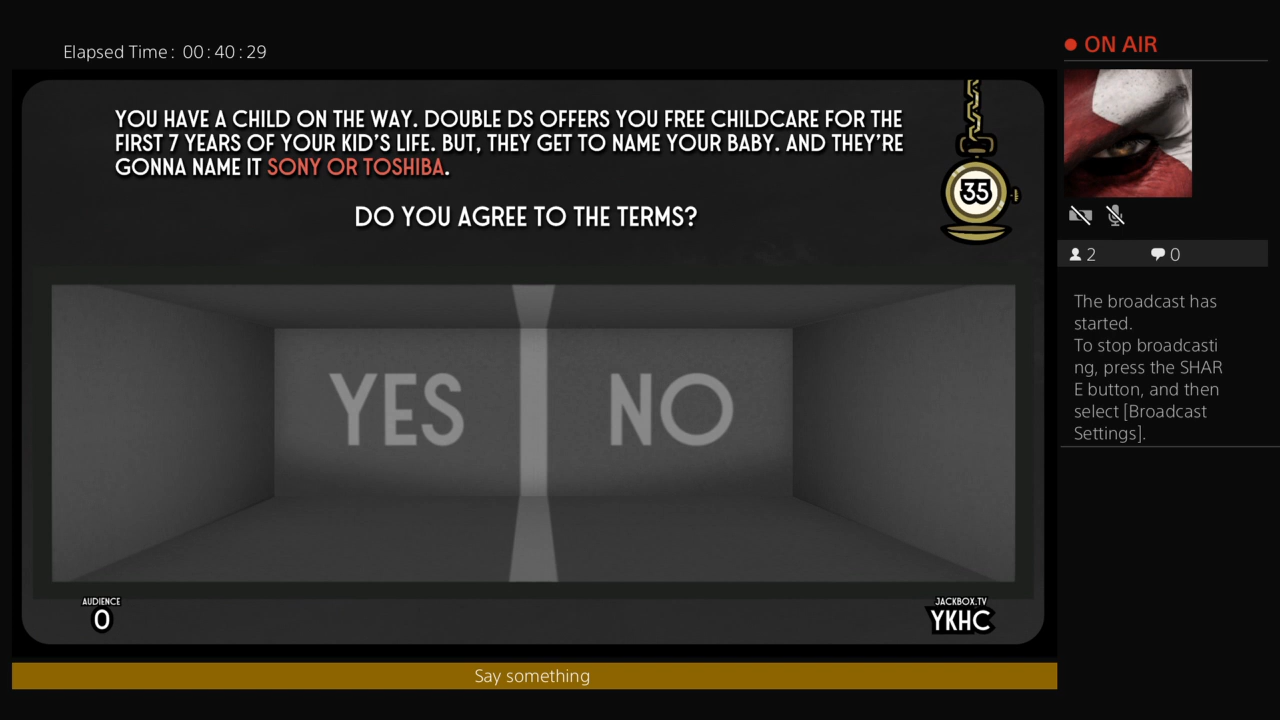 Elapsed Time: 00:40:29
ON AIR
YOU HAVE A CHILD ON THE WAY. DOUBLE DS OFFERS YOU FREE CHILDCARE FOR THE
FIRST 7 YEARS OF YOUR KID'S LIFE. BUT, THEY GET TO NAME YOUR BABY. AND THEY'RE
GONNA NAME IT SONY OR TOSHIBA.
35
DO YOU AGREE TO THE TERMS?
2
0
The broadcast has
started.
To stop broadcasti
ng, press the SHAR
E button, and then
select [Broadcast
Settings].
YES
NO
AUDIENCE
0
JACKBOX.TV
YKHC
Say something